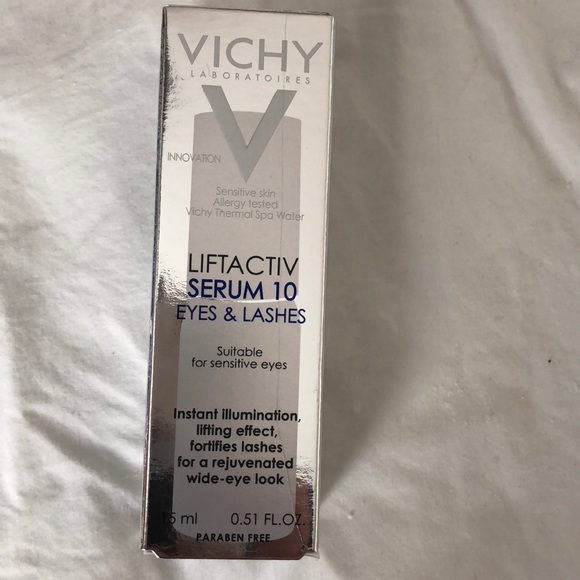 VICHY
LABORATOIRES
V
INNOVATION
Sensitive skin
Allergy tested
Vichy Thermal Spa Water
LIFTACTIV
SERUM 10
EYES & LASHES
Suitable
for sensitive eyes
Instant illumination,
lifting effect,
fortifies lashes
for a rejuvenated
wide-eye look
15 ml 0.51 FL.OZ.
PARABEN FREE